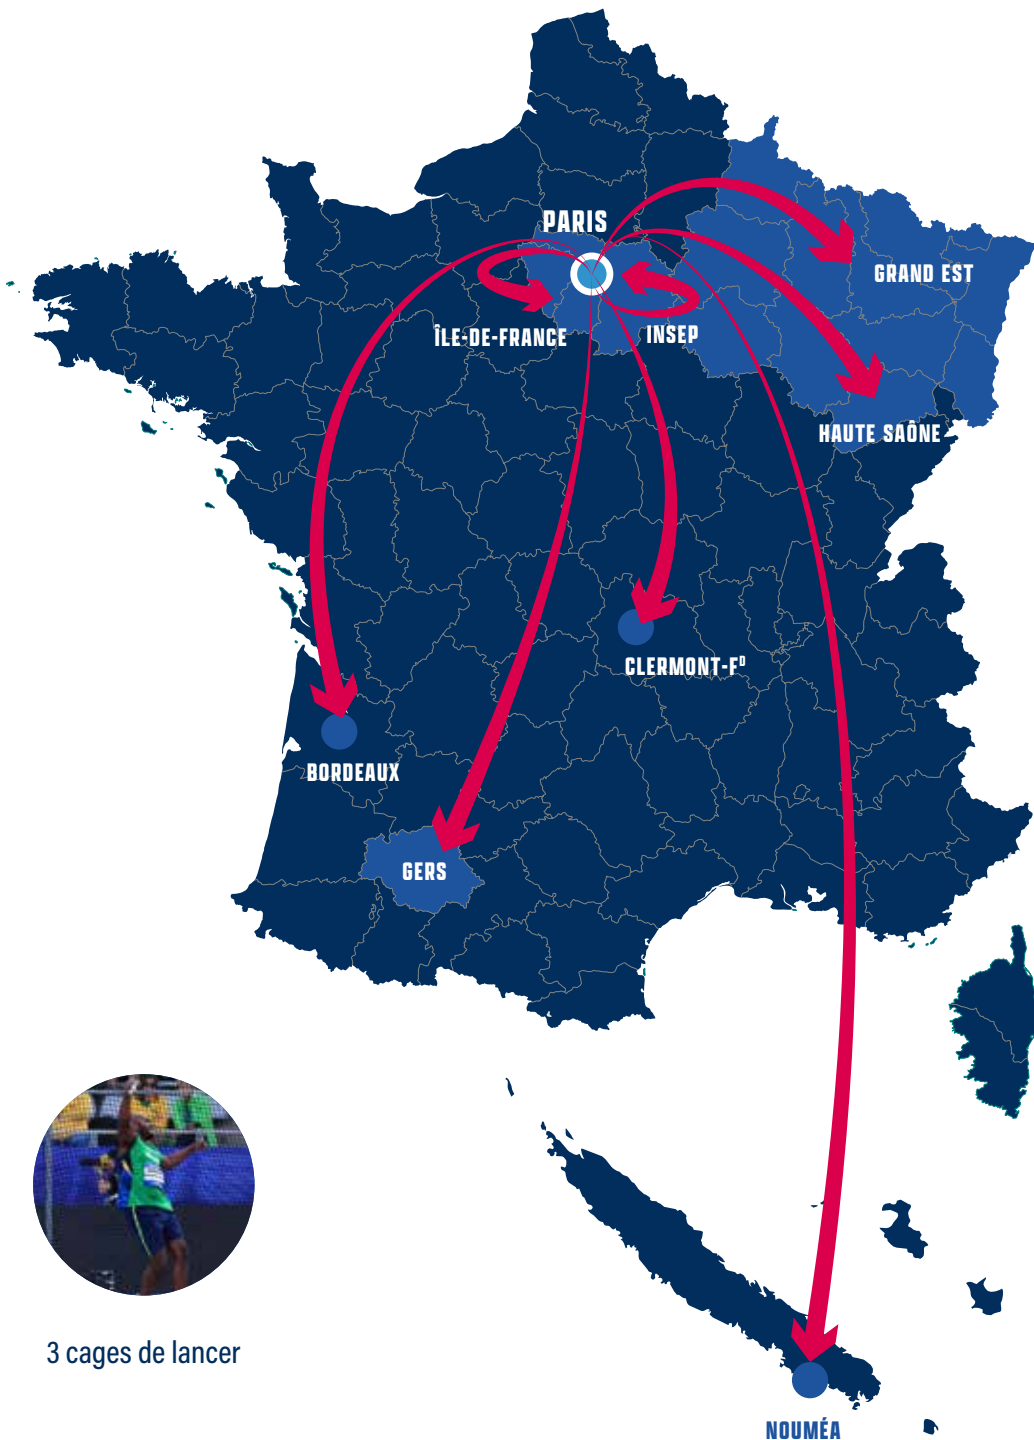 PARIS
GRAND EST
ÎLE-DE-FRANCE
INSEP
HAUTE SAÔNE
CLERMONT-Fᴰ
BORDEAUX
GERS
3 cages de lancer
NOUMÉA